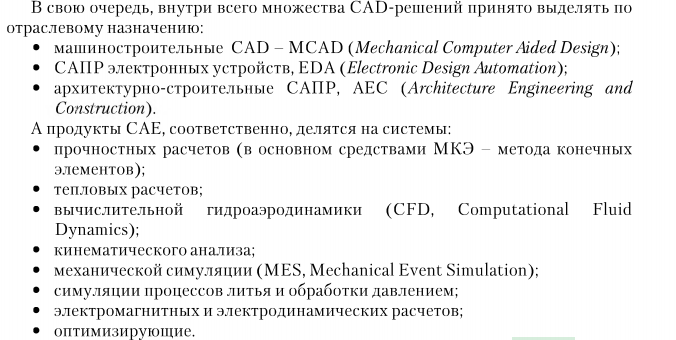 В свою очередь, внутри всего множества CAD-решений принято выделять по
отраслевому назначению:
• машиностроительные CAD – MCAD (Mechanical Computer Aided Design);
• САПР электронных устройств, EDA (Electronic Design Automation);
• архитектурно-строительные САПР, AEC (Architecture Engineering and
Construction).
А продукты CAE, соответственно, делятся на системы:
• прочностных расчетов (в основном средствами МКЭ – метода конечных
элементов);
• тепловых расчетов;
• вычислительной гидроаэродинамики (CFD, Computational Fluid
Dynamics);
• кинематического анализа;
• механической симуляции (MES, Mechanical Event Simulation);
• симуляции процессов литья и обработки давлением;
• электромагнитных и электродинамических расчетов;
• оптимизирующие.